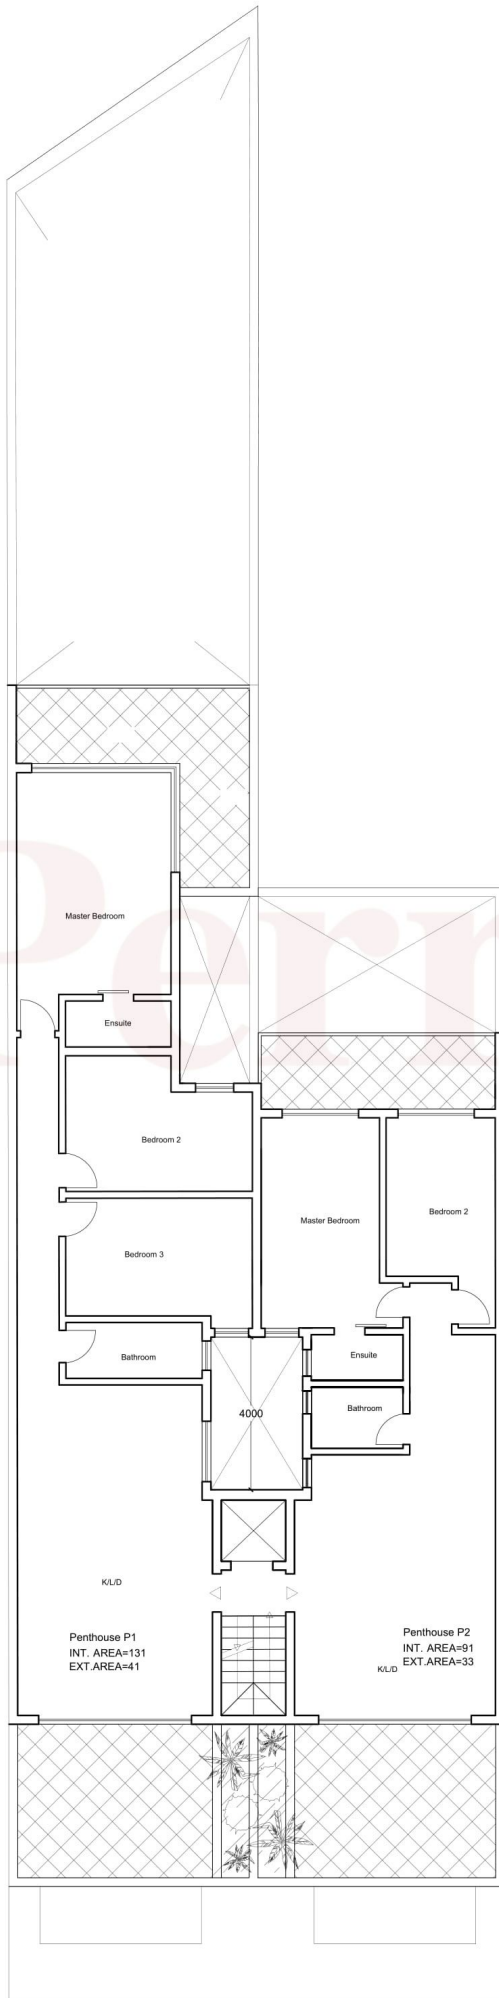 Perr
Master Bedroom
Ensuite
Bedroom 2
Bedroom 3
Bathroom
Master Bedroom
Bedroom 2
Ensuite
Bathroom
4000
K/L/D
Penthouse P1
INT. AREA=131
EXT.AREA=41
Penthouse P2
INT. AREA=91
K/L/D EXT.AREA=33